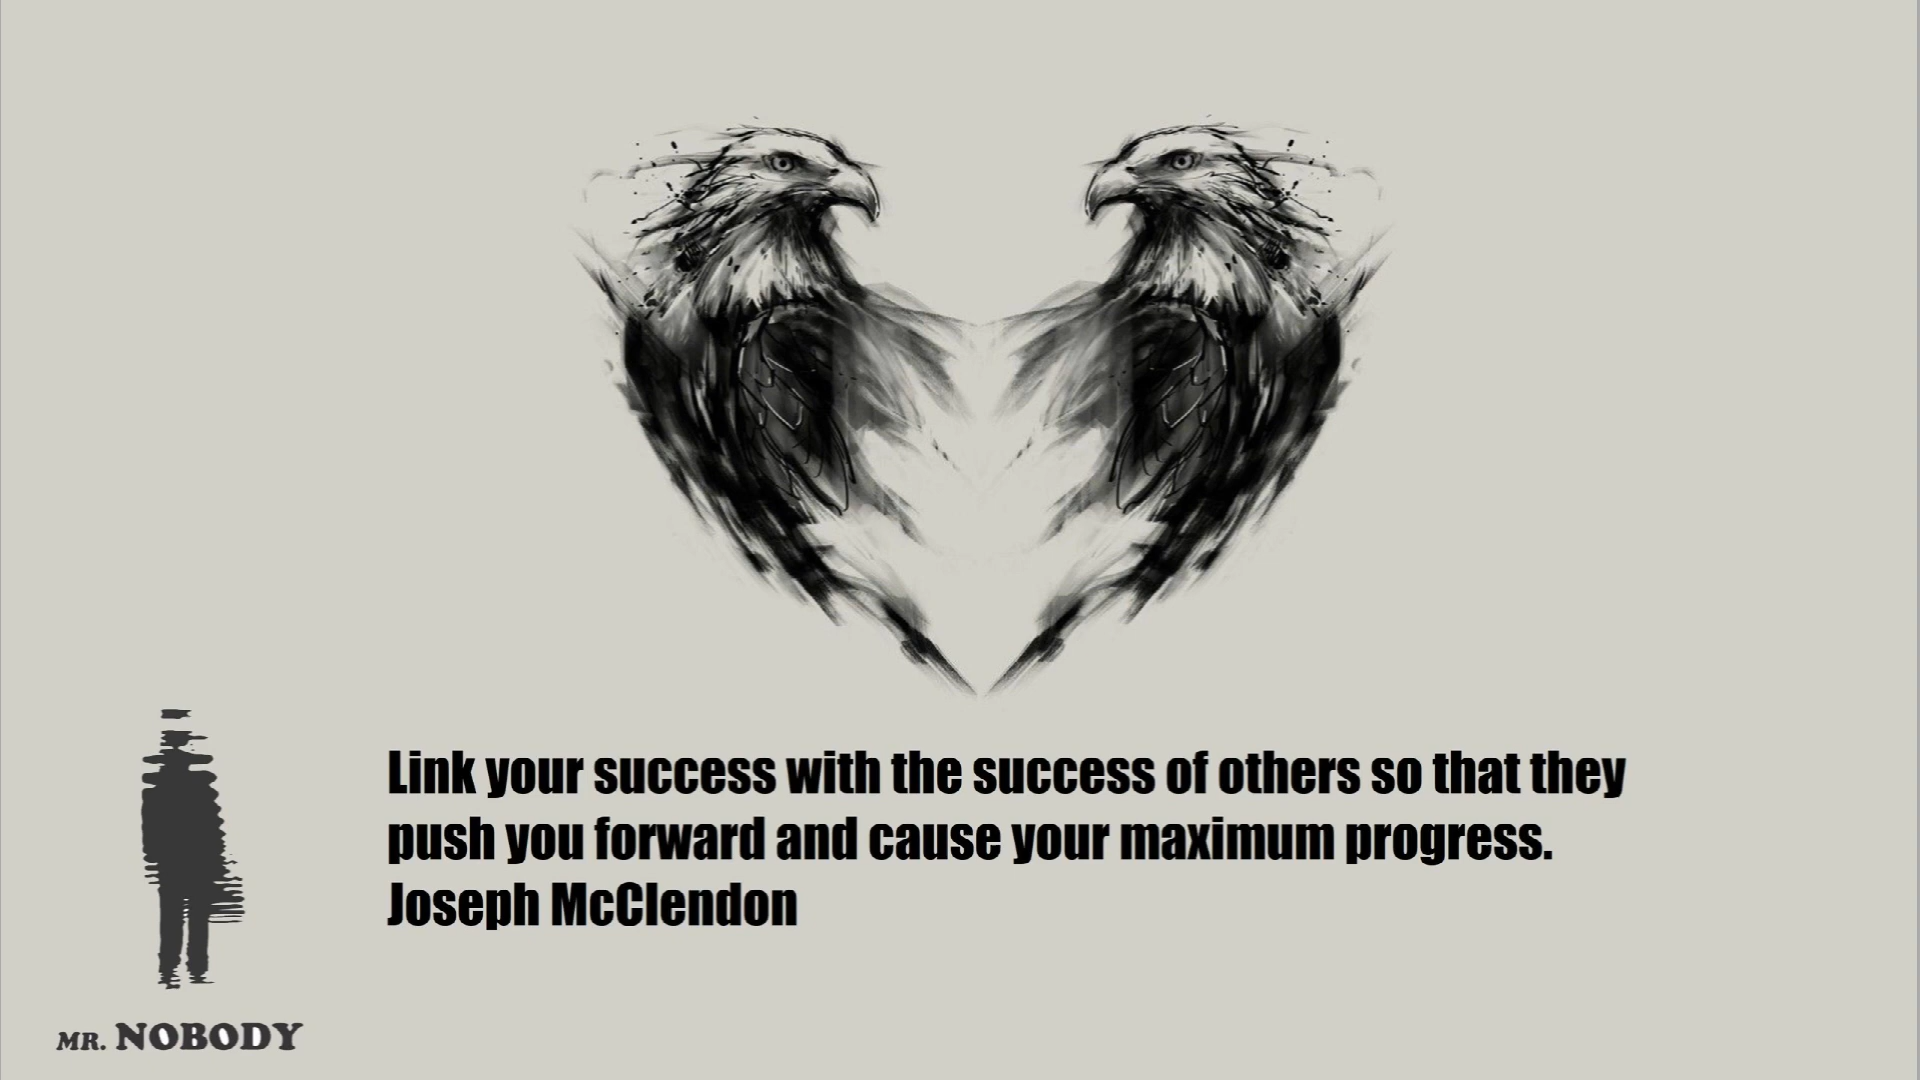 Link your success with the success of others so that they
push you forward and cause your maximum progress.
Joseph McClendon
MR. NOBODY